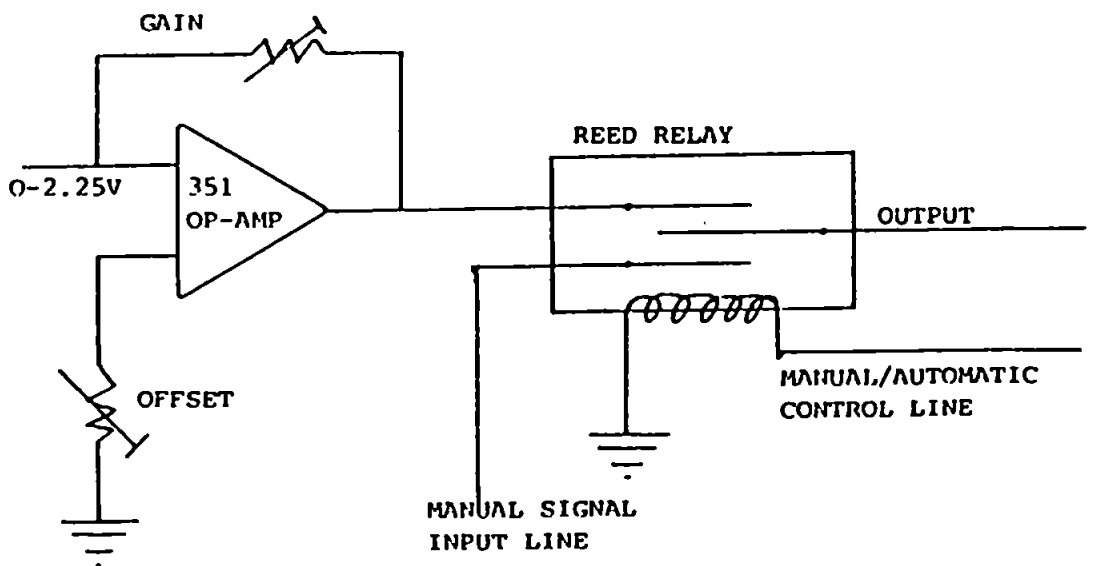 GAIN
REED RELAY
0-2.25V
351
OP-AMP
OUTPUT
OFFSET
MANUAL/AUTOMATIC
CONTROL LINE
MANUAL SIGNAL
INPUT LINE